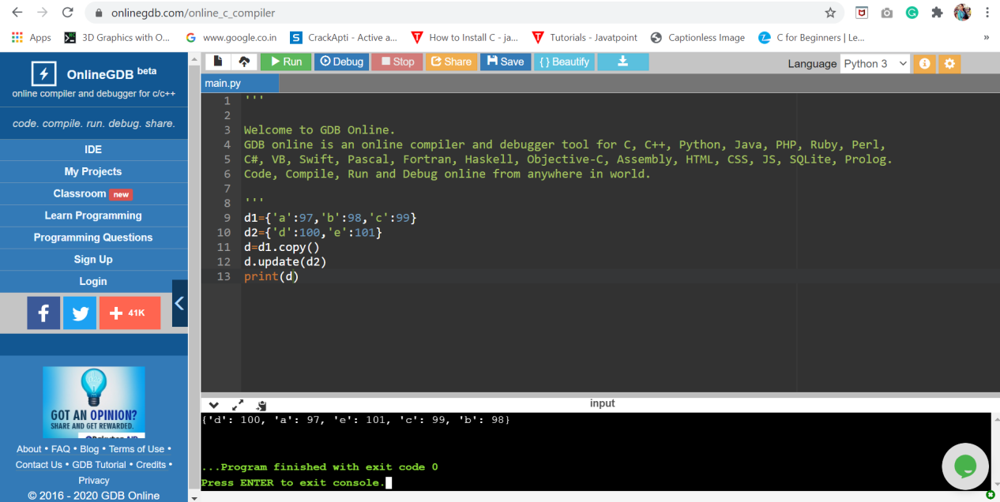 onlinegdb.com/online_c_compiler
Apps 3D Graphics with O... www.google.co.in CrackApti - Active a... How to Install C - ja... Tutorials - Javatpoint Captionless Image C for Beginners | Le... »
OnlineGDB beta
online compiler and debugger for c/c++
code. compile. run. debug. share.
IDE
My Projects
Classroom new
Learn Programming
Programming Questions
Sign Up
Login
41K
GOT AN OPINION?
SHARE AND GET REWARDED.
About • FAQ • Blog • Terms of Use •
Contact Us • GDB Tutorial • Credits •
Privacy
© 2016 - 2020 GDB Online
Run Debug Stop Share Save { } Beautify Language Python 3
main.py
1 '''
2
3 Welcome to GDB Online.
4 GDB online is an online compiler and debugger tool for C, C++, Python, Java, PHP, Ruby, Perl,
5 C#, VB, Swift, Pascal, Fortran, Haskell, Objective-C, Assembly, HTML, CSS, JS, SQLite, Prolog.
6 Code, Compile, Run and Debug online from anywhere in world.
7
8 '''
9 d1={'a':97,'b':98,'c':99}
10 d2={'d':100,'e':101}
11 d=d1.copy()
12 d.update(d2)
13 print(d)
input
{'d': 100, 'a': 97, 'e': 101, 'c': 99, 'b': 98}
...Program finished with exit code 0
Press ENTER to exit console.